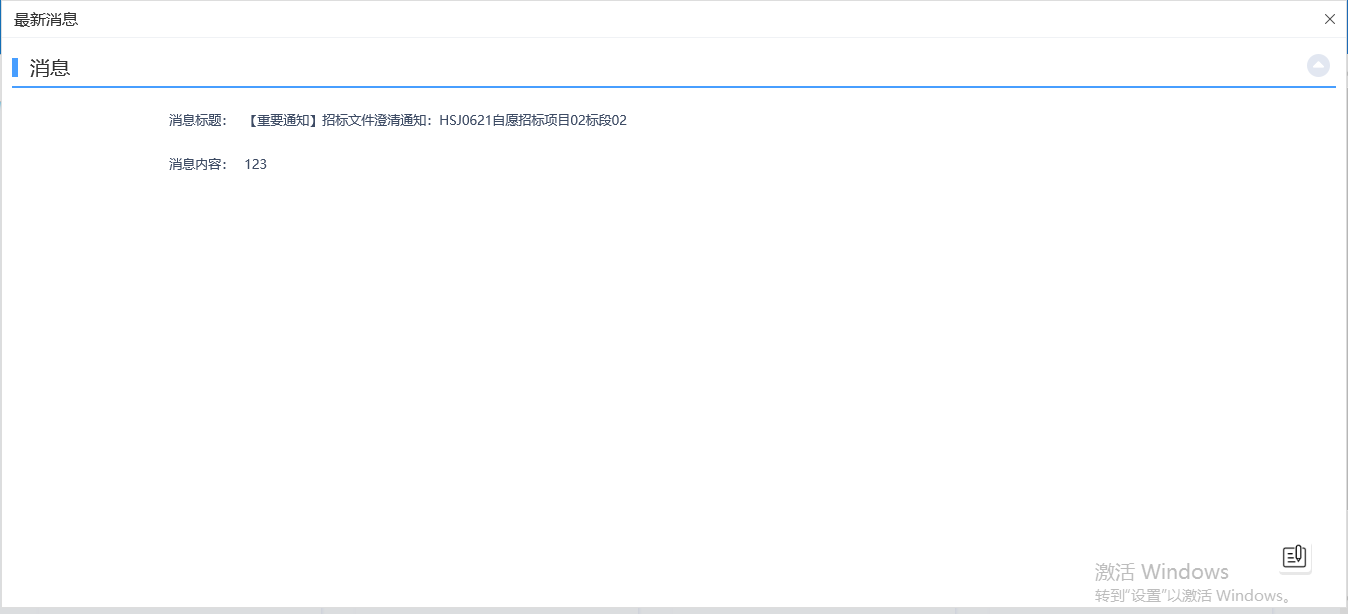 最新消息
消息
消息标题： 【重要通知】招标文件澄清通知：HSJ0621自愿招标项目02标段02
消息内容： 123
激活 Windows
转到"设置"以激活 Windows。